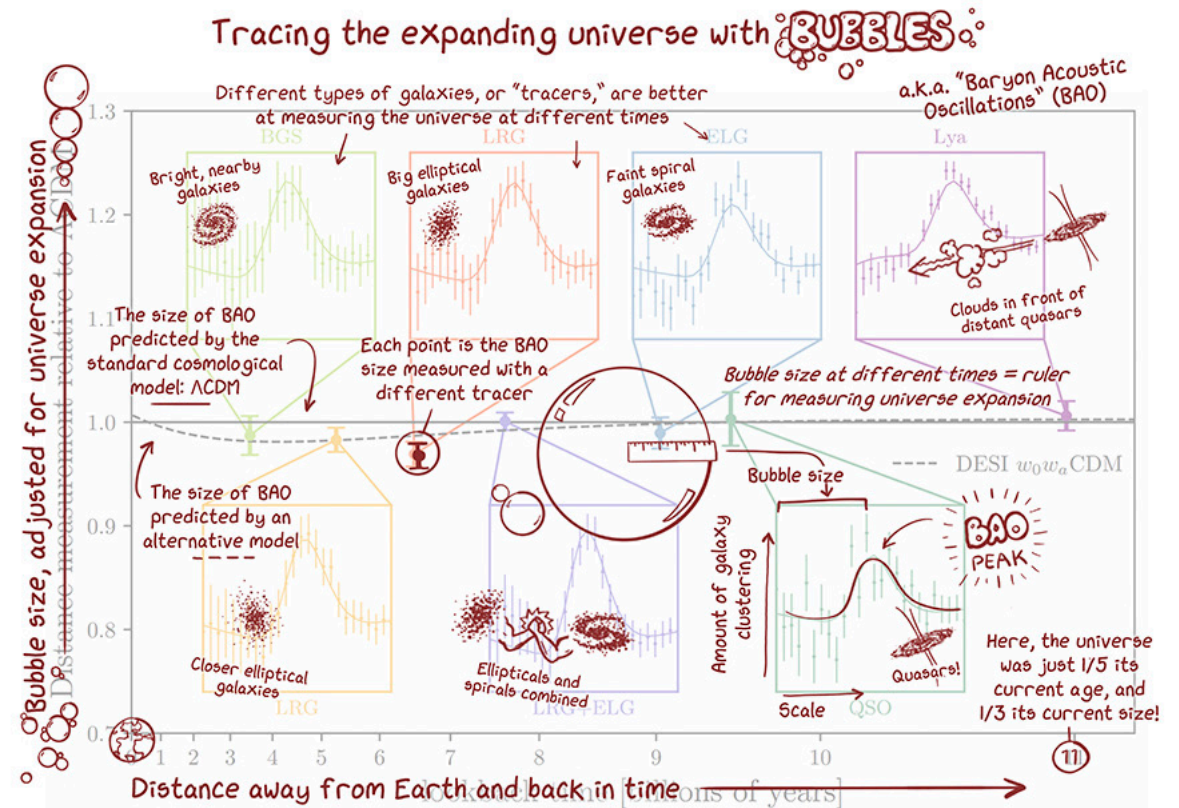 Tracing the expanding universe with BUBBLES
a.k.a. "Baryon Acoustic
Oscillations" (BAO)
Different types of galaxies, or "tracers," are better
at measuring the universe at different times
BGS
LRG
ELG
Lya
Bright, nearby
galaxies
Big elliptical
galaxies
Faint spiral
galaxies
Clouds in front of
distant quasars
The size of BAO
predicted by the
standard cosmological
model: ΛCDM
Each point is the BAO
size measured with a
different tracer
Bubble size at different times = ruler
for measuring universe expansion
DESI w0waCDM
The size of BAO
predicted by an
alternative model
Bubble size
BAO
PEAK
Amount of galaxy
clustering
Scale
Quasars!
QSO
Closer elliptical
galaxies
LRG
Ellipticals and
spirals combined
LRG+ELG
Here, the universe
was just 1/5 its
current age, and
1/3 its current size!
Bubble size, adjusted for universe expansion
Distance measurement relative to ΛCDM
1.3
1.2
1.1
1.0
0.9
0.8
0.7
1 2 3 4 5 6 7 8 9 10 11
Distance away from Earth and back in time
lookback time [billions of years]